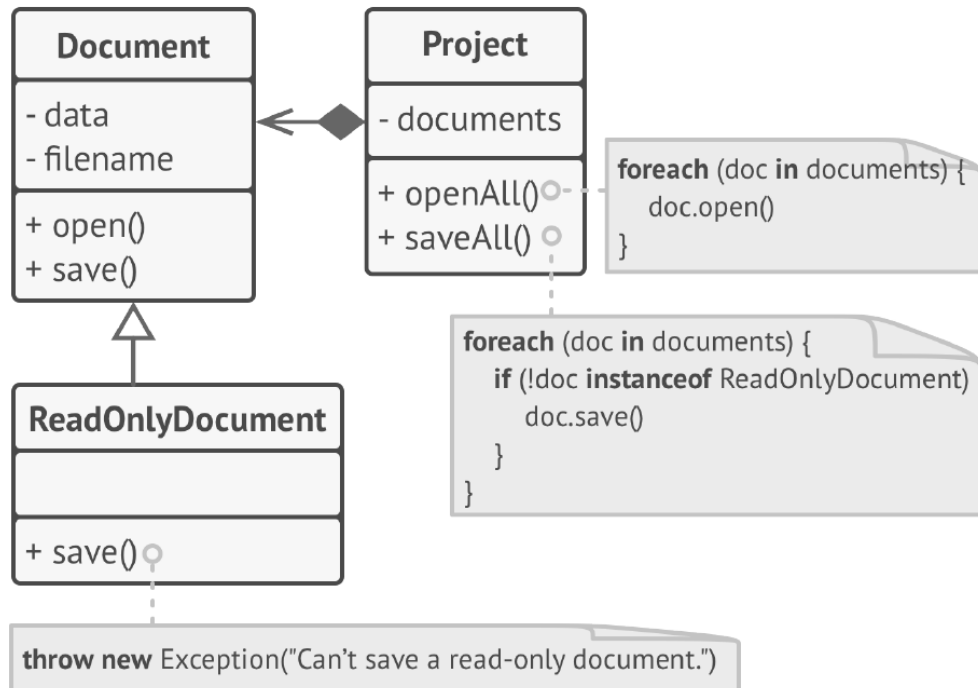 Document
- data
- filename
+ open()
+ save()
Project
- documents
+ openAll()
+ saveAll()
foreach (doc in documents) {
doc.open()
}
foreach (doc in documents) {
if (!doc instanceof ReadOnlyDocument)
doc.save()
}
}
ReadOnlyDocument
+ save()
throw new Exception("Can't save a read-only document.")